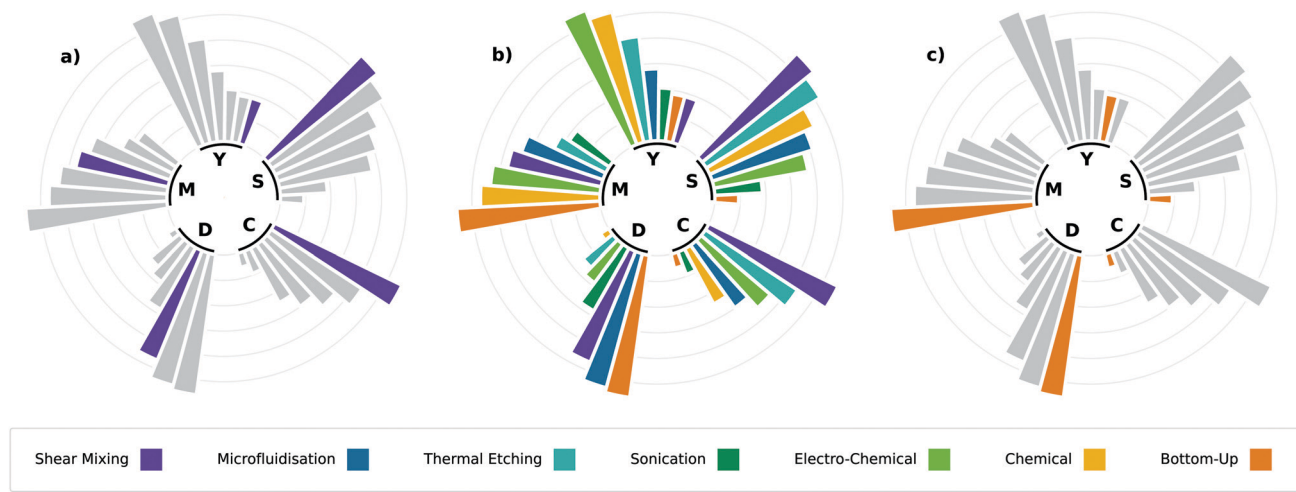 a)
Y
S
M
D
C
b)
Y
S
M
D
C
c)
Y
S
M
D
C
Shear Mixing Microfluidisation Thermal Etching Sonication Electro-Chemical Chemical Bottom-Up